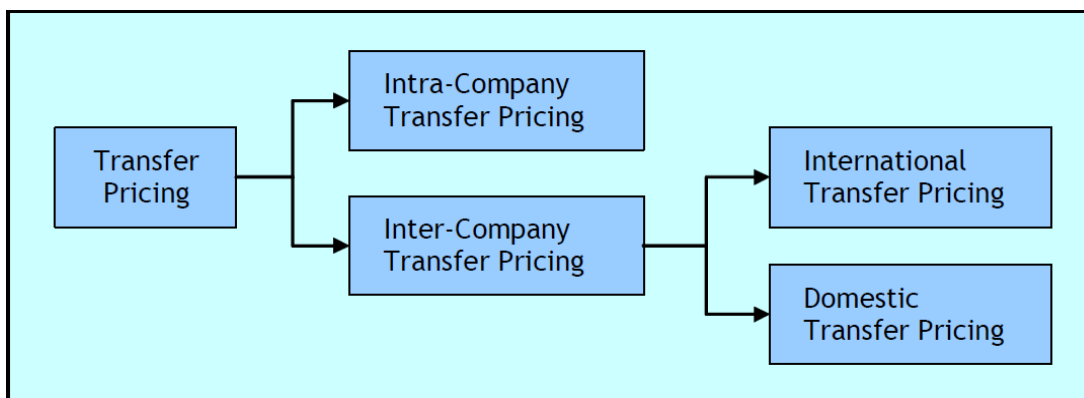 Transfer
Pricing
Intra-Company
Transfer Pricing
Inter-Company
Transfer Pricing
International
Transfer Pricing
Domestic
Transfer Pricing